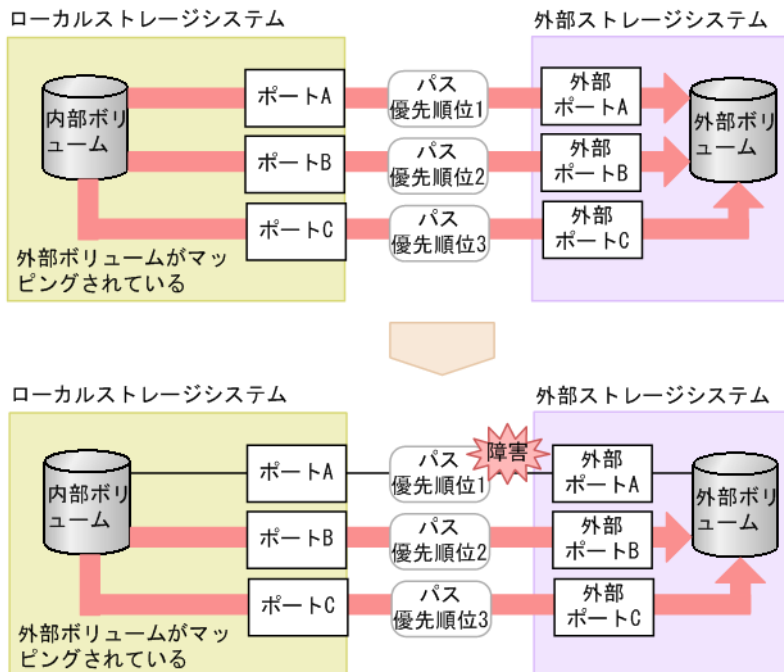 ローカルストレージシステム
外部ストレージシステム
内部ボリ
ューム
ポートA
パス
優先順位1
外部
ポートA
外部ボリ
ューム
ポートB
パス
優先順位2
外部
ポートB
ポートC
パス
優先順位3
外部
ポートC
外部ボリュームがマッ
ピングされている
ローカルストレージシステム
外部ストレージシステム
内部ボリ
ューム
ポートA
パス
優先順位1
障害
外部
ポートA
外部ボリ
ューム
ポートB
パス
優先順位2
外部
ポートB
ポートC
パス
優先順位3
外部
ポートC
外部ボリュームがマッ
ピングされている